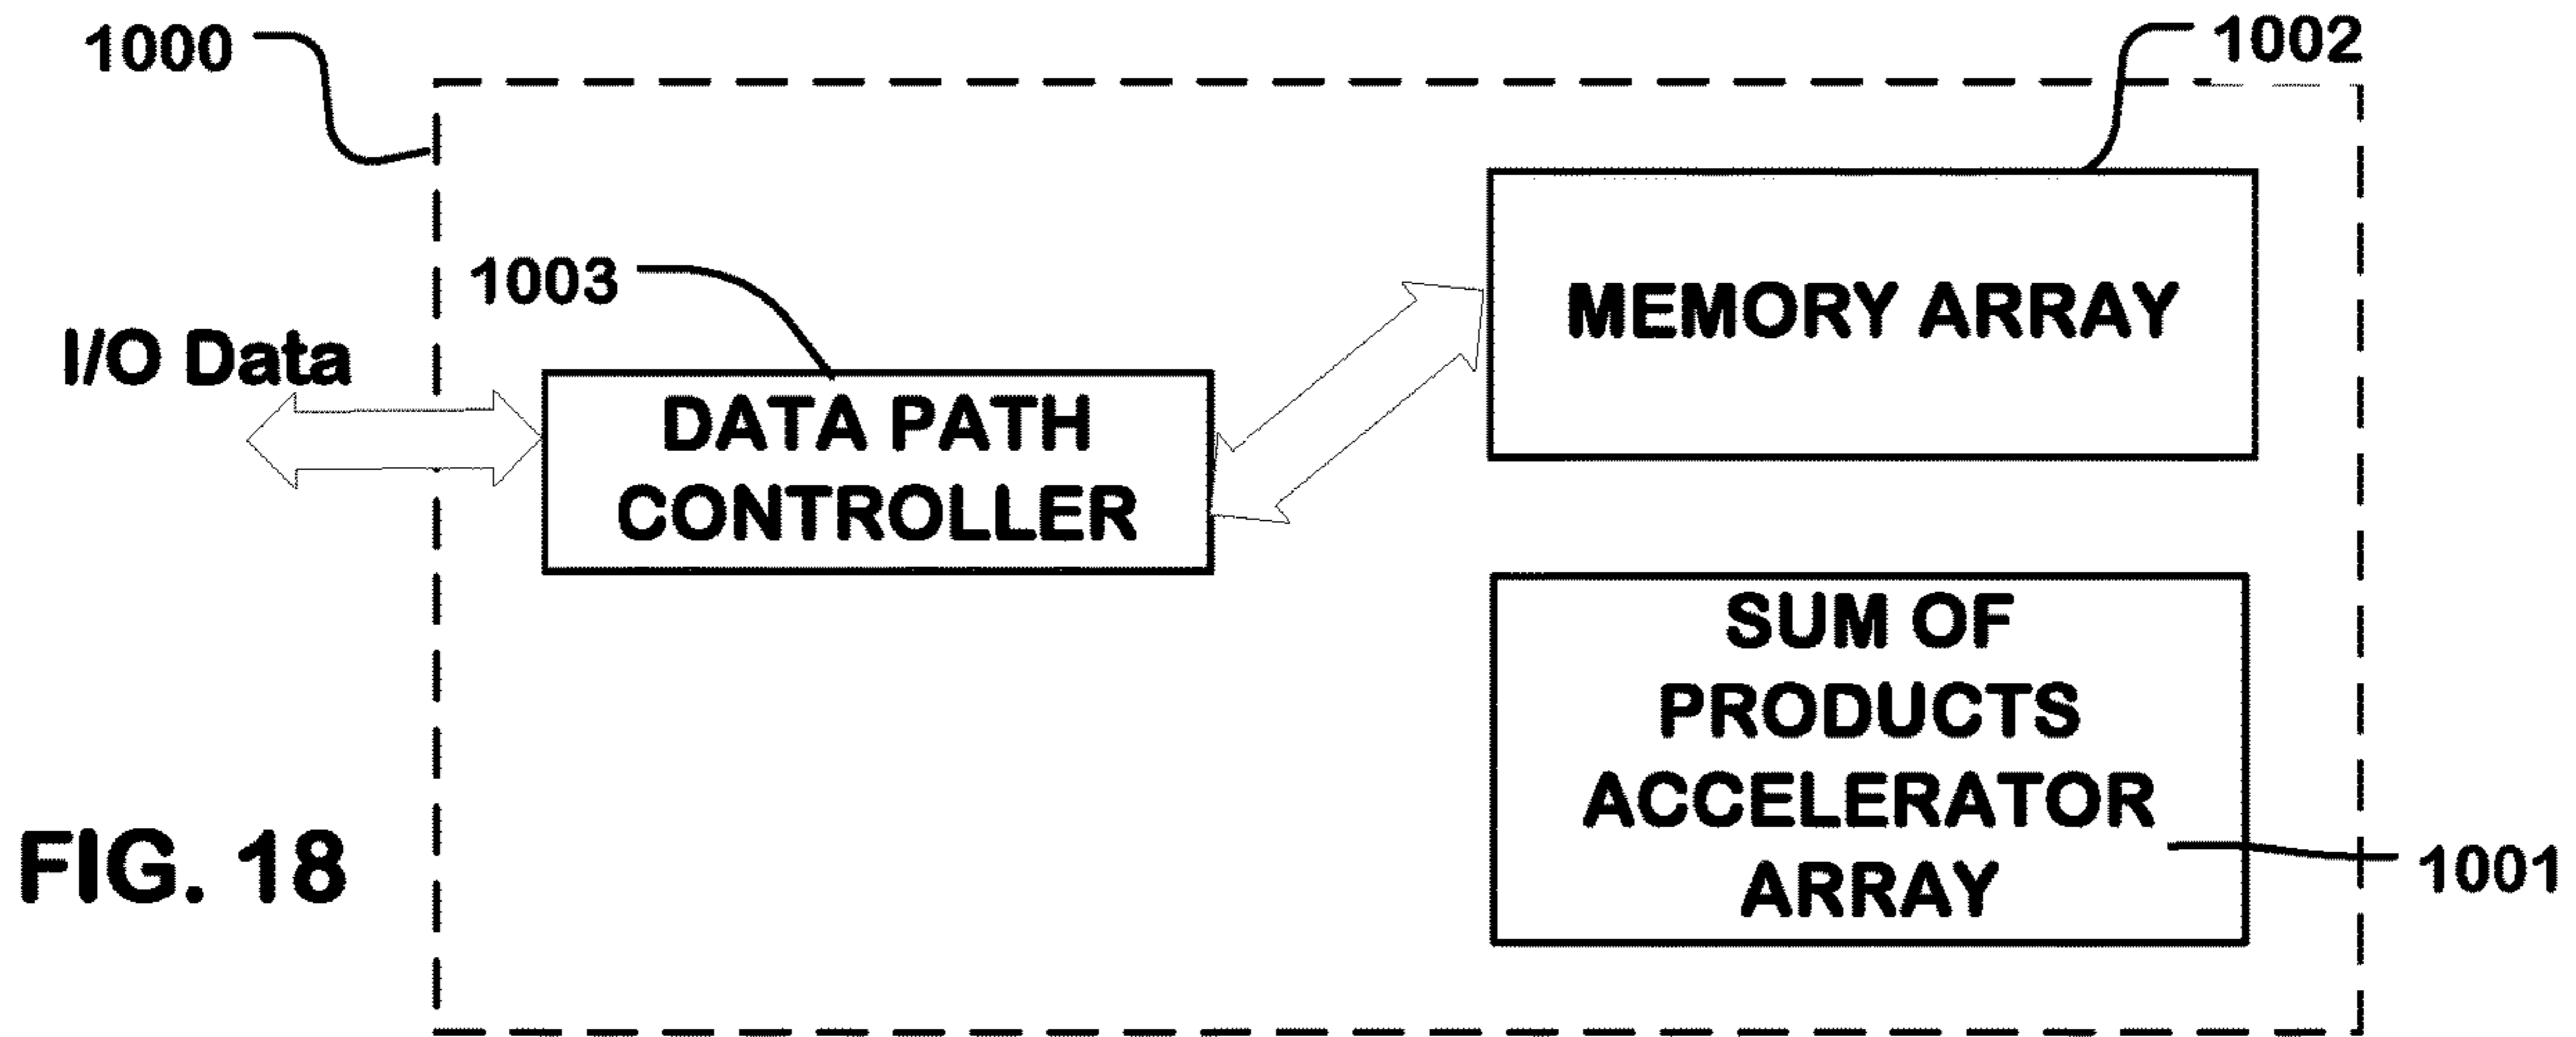 1000
1002
1003
I/O Data
MEMORY ARRAY
DATA PATH
CONTROLLER
SUM OF
PRODUCTS
ACCELERATOR
ARRAY
1001
FIG. 18